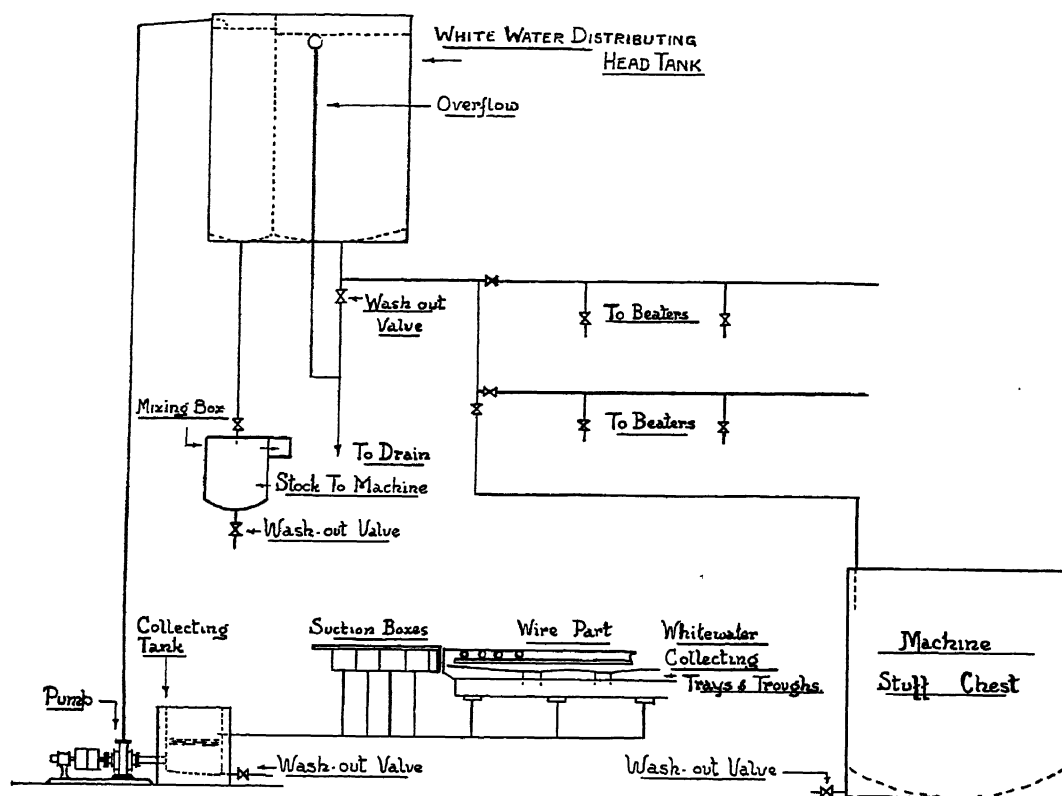 WHITE WATER DISTRIBUTING
HEAD TANK
Overflow
Wash out
Valve
To Beaters
Mixing Box
To Beaters
To Drain
Stock To Machine
Wash-out Valve
Collecting
Tank
Suction Boxes
Wire Part
Whitewater
Collecting
Trays & Troughs.
Machine
Stuff Chest
Pump
Wash-out Valve
Wash-out Valve